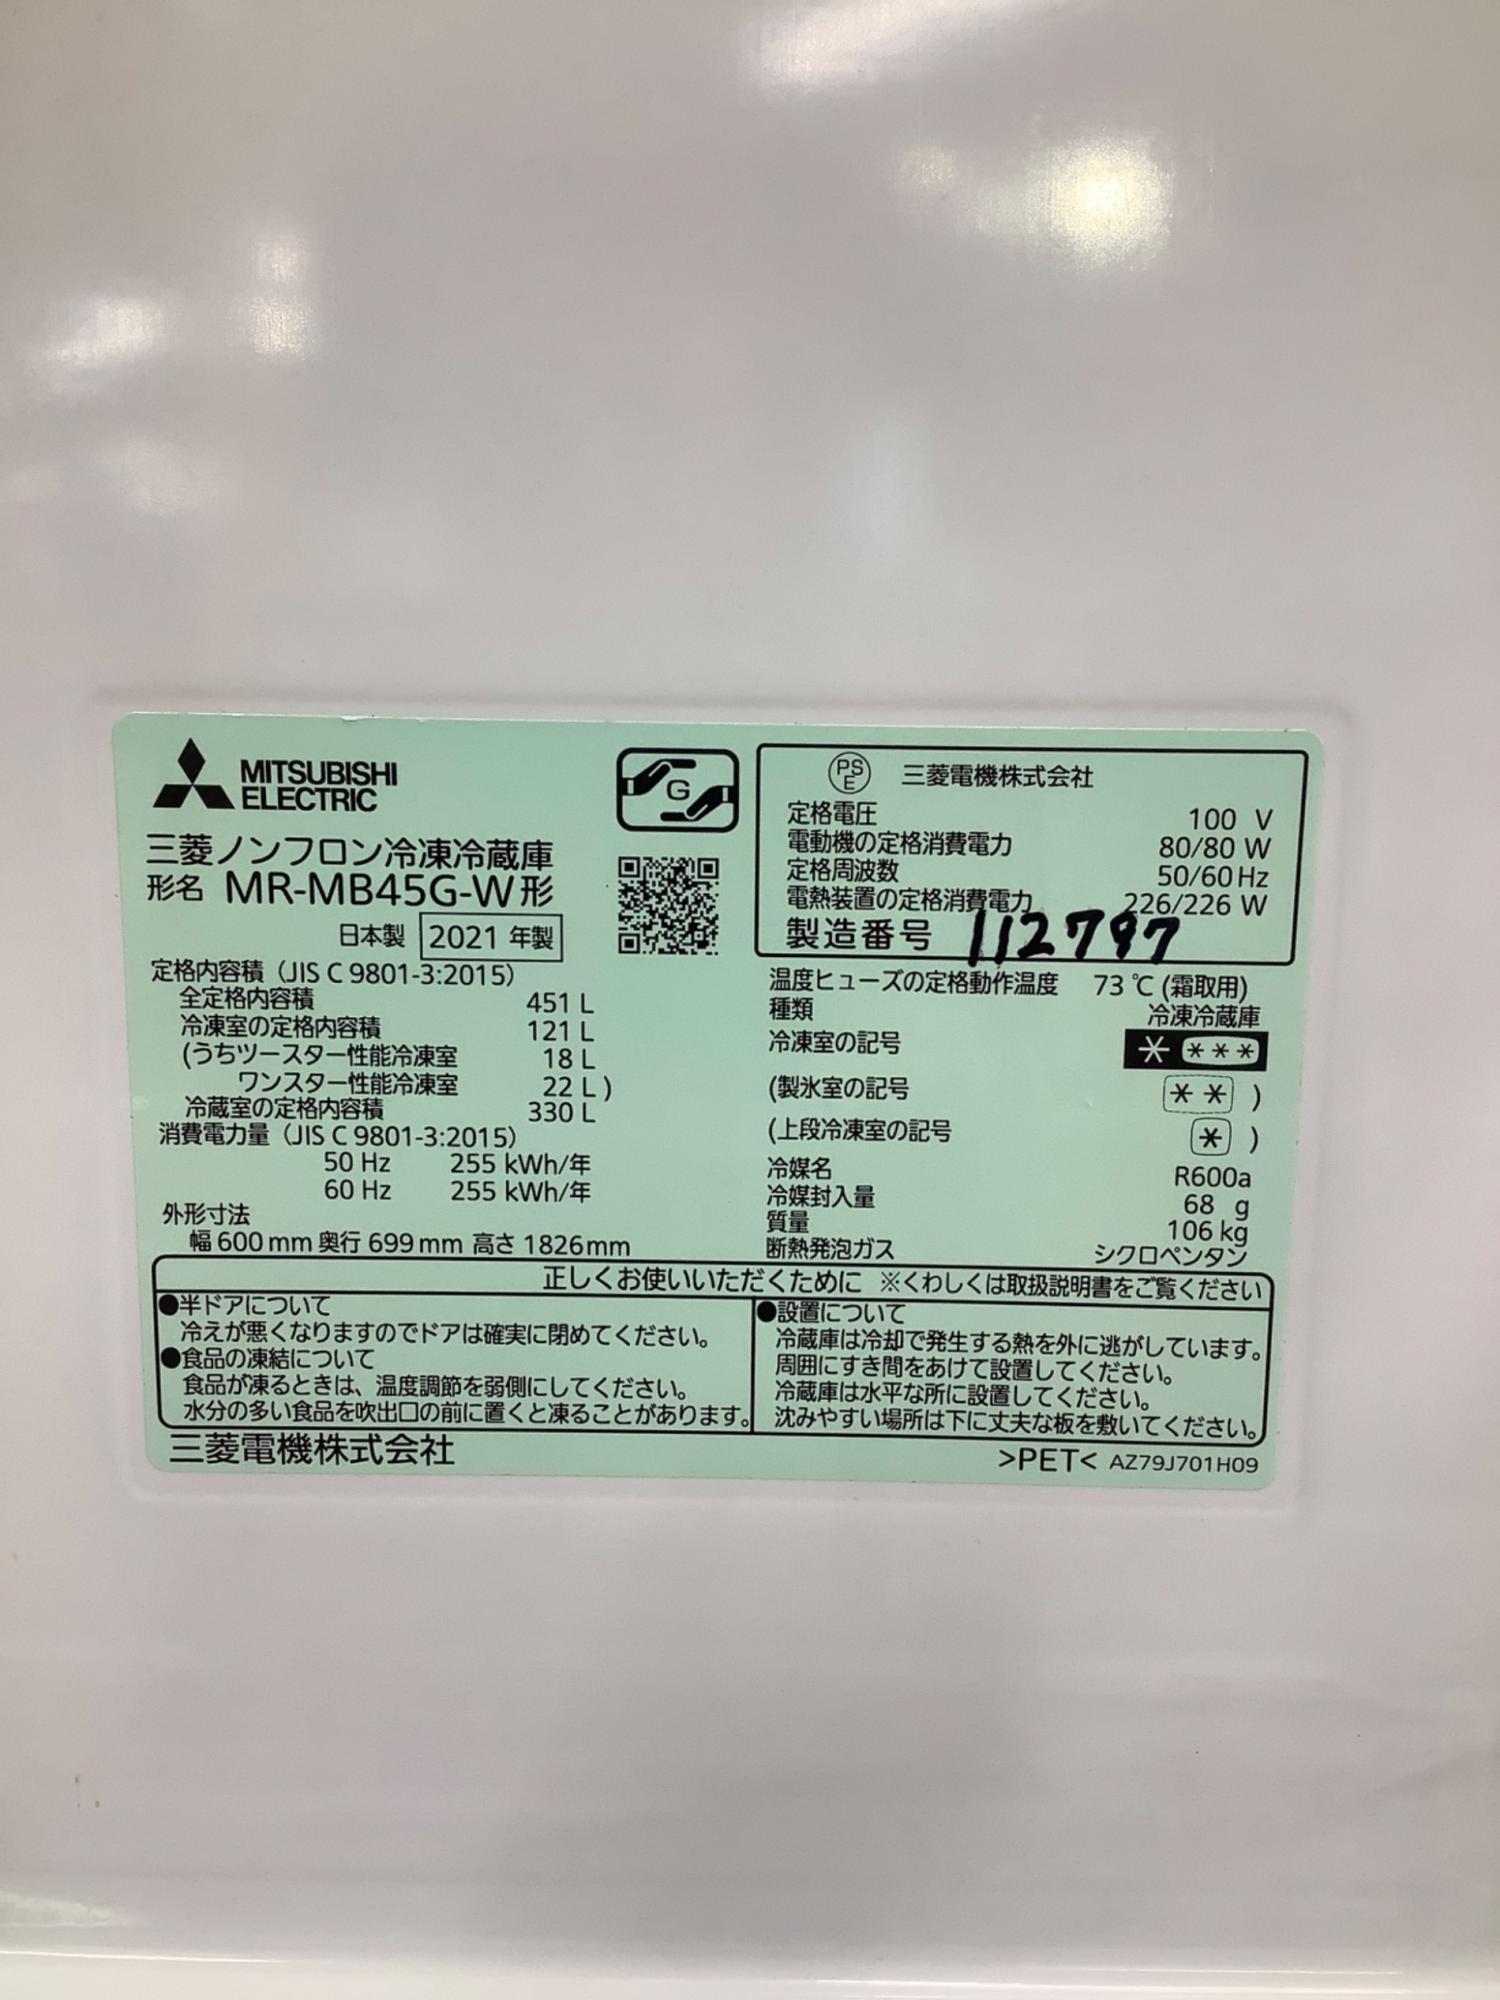 MITSUBISHI
ELECTRIC
G
三菱ノンフロン冷凍冷蔵庫
形名 MR-MB45G-W形
日本製 2021 年製
定格内容積（JIS C 9801-3:2015）
全定格内容積 451 L
冷凍室の定格内容積 121 L
(うちツースター性能冷凍室 18 L
ワンスター性能冷凍室 22 L )
冷蔵室の定格内容積 330 L
消費電力量（JIS C 9801-3:2015）
50 Hz 255 kWh/年
60 Hz 255 kWh/年
外形寸法
幅 600 mm 奥行 699 mm 高さ 1826mm
PS
E 三菱電機株式会社
定格電圧 100 V
電動機の定格消費電力 80/80 W
定格周波数 50/60 Hz
電熱装置の定格消費電力 226/226 W
製造番号 112797
温度ヒューズの定格動作温度 73 ℃ (霜取用)
種類 冷凍冷蔵庫
冷凍室の記号 * ***
(製氷室の記号 ** )
(上段冷凍室の記号 * )
冷媒名 R600a
冷媒封入量 68 g
質量 106 kg
断熱発泡ガス シクロペンタン
正しくお使いいただくために ※くわしくは取扱説明書をご覧ください
●半ドアについて
冷えが悪くなりますのでドアは確実に閉めてください。
●食品の凍結について
食品が凍るときは、温度調節を弱側にしてください。
水分の多い食品を吹出口の前に置くと凍ることがあります。
●設置について
冷蔵庫は冷却で発生する熱を外に逃がしています。
周囲にすき間をあけて設置してください。
冷蔵庫は水平な所に設置してください。
沈みやすい場所は下に丈夫な板を敷いてください。
三菱電機株式会社
>PET< AZ79J701H09